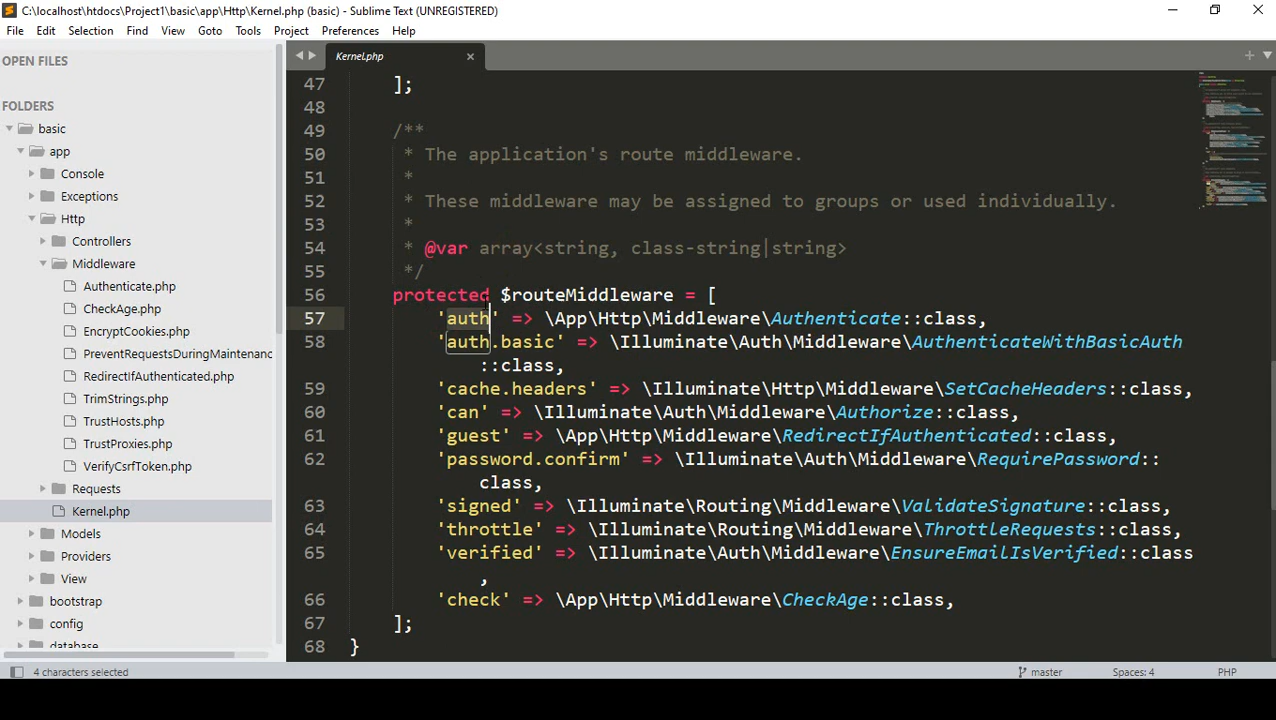 C:\localhost\htdocs\Project1\basic\app\Http\Kernel.php (basic) - Sublime Text (UNREGISTERED)
File Edit Selection Find View Goto Tools Project Preferences Help
OPEN FILES
FOLDERS
basic
app
Console
Exceptions
Http
Controllers
Middleware
Authenticate.php
CheckAge.php
EncryptCookies.php
PreventRequestsDuringMaintenance
RedirectIfAuthenticated.php
TrimStrings.php
TrustHosts.php
TrustProxies.php
VerifyCsrfToken.php
Requests
Kernel.php
Models
Providers
View
bootstrap
config
database
Kernel.php
47 ];
48
49 /**
50 * The application's route middleware.
51 *
52 * These middleware may be assigned to groups or used individually.
53 *
54 * @var array<string, class-string|string>
55 */
56 protected $routeMiddleware = [
57 'auth' => \App\Http\Middleware\Authenticate::class,
58 'auth.basic' => \Illuminate\Auth\Middleware\AuthenticateWithBasicAuth
::class,
59 'cache.headers' => \Illuminate\Http\Middleware\SetCacheHeaders::class,
60 'can' => \Illuminate\Auth\Middleware\Authorize::class,
61 'guest' => \App\Http\Middleware\RedirectIfAuthenticated::class,
62 'password.confirm' => \Illuminate\Auth\Middleware\RequirePassword::
class,
63 'signed' => \Illuminate\Routing\Middleware\ValidateSignature::class,
64 'throttle' => \Illuminate\Routing\Middleware\ThrottleRequests::class,
65 'verified' => \Illuminate\Auth\Middleware\EnsureEmailIsVerified::class
,
66 'check' => \App\Http\Middleware\CheckAge::class,
67 ];
68 }
4 characters selected master Spaces: 4 PHP